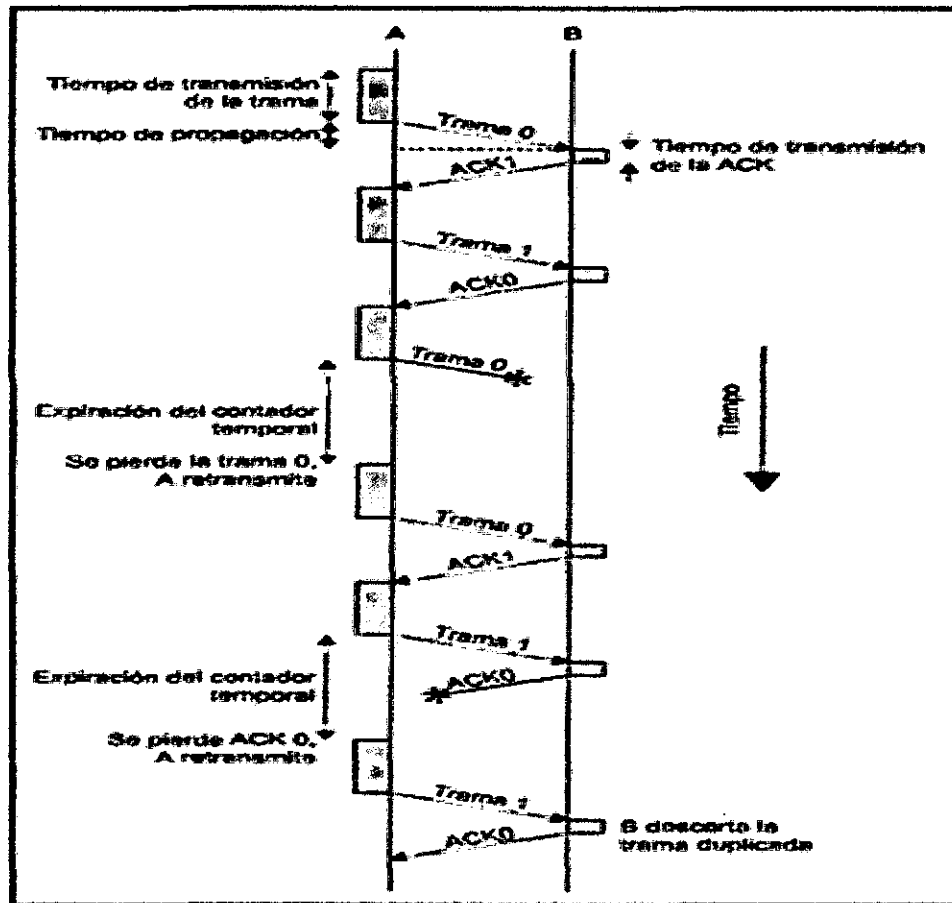 A
B
Tiempo de transmisión
de la trama
Tiempo de propagación
Trama 0
Tiempo de transmisión
de la ACK
ACK1
Trama 1
ACK0
Trama 0
Tiempo
Expiración del contador
temporal
Se pierde la trama 0,
A retransmite
Trama 0
ACK1
Trama 1
Expiración del contador
temporal
ACK0
Se pierde ACK 0,
A retransmite
Trama 1
B descarta la
trama duplicada
ACK0